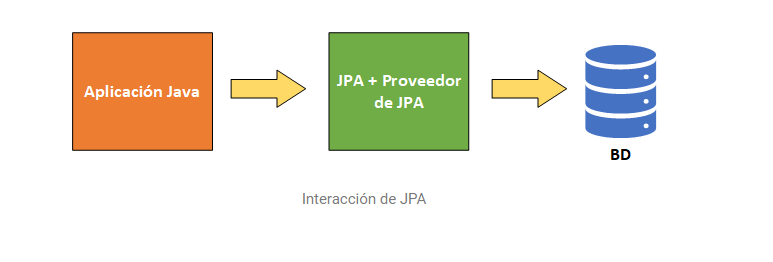 Aplicación Java
JPA + Proveedor
de JPA
BD
Interacción de JPA